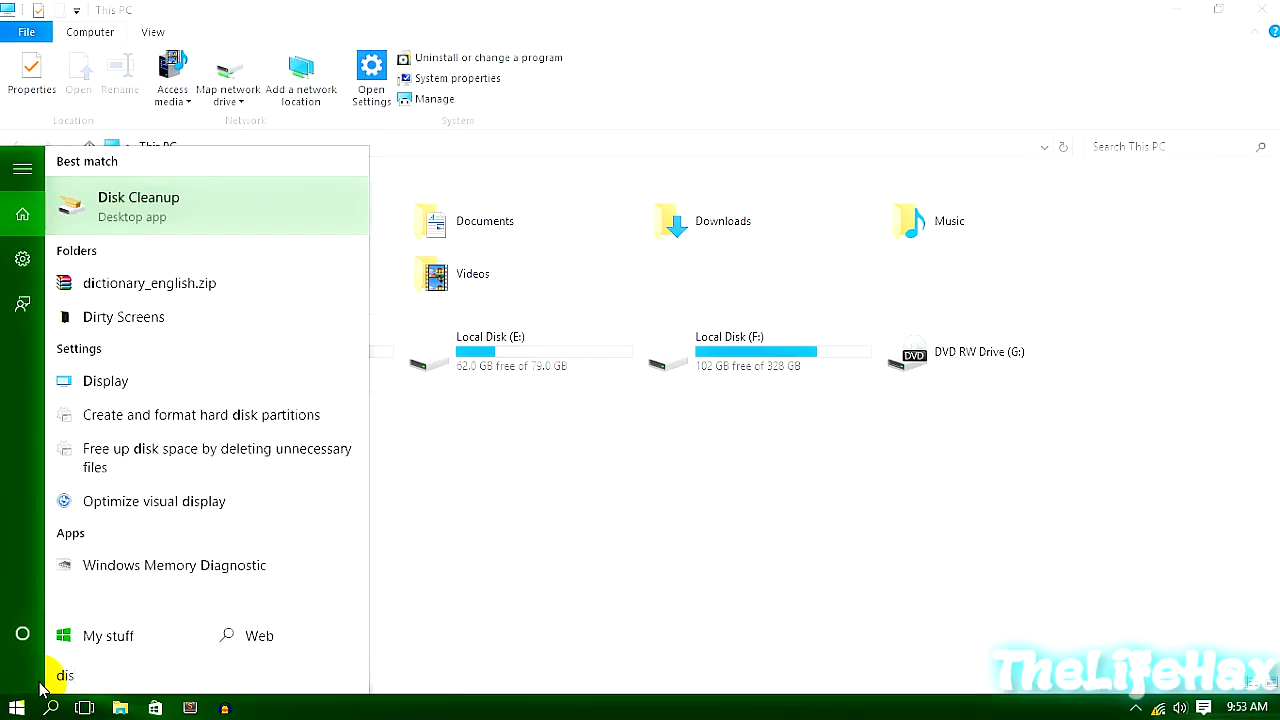 This PC
File Computer View
Properties Open Rename Access media Map network drive Add a network location Open Settings Uninstall or change a program
System properties
Manage
Location Network System
This PC Search This PC
Best match
Disk Cleanup
Desktop app
Folders
dictionary_english.zip
Dirty Screens
Settings
Display
Create and format hard disk partitions
Free up disk space by deleting unnecessary
files
Optimize visual display
Apps
Windows Memory Diagnostic
My stuff Web
dis
Documents Downloads Music
Videos
Local Disk (E:) Local Disk (F:)
DVD DVD RW Drive (G:)
62.0 GB free of 79.0 GB 102 GB free of 328 GB
TheLifeHax
9:53 AM